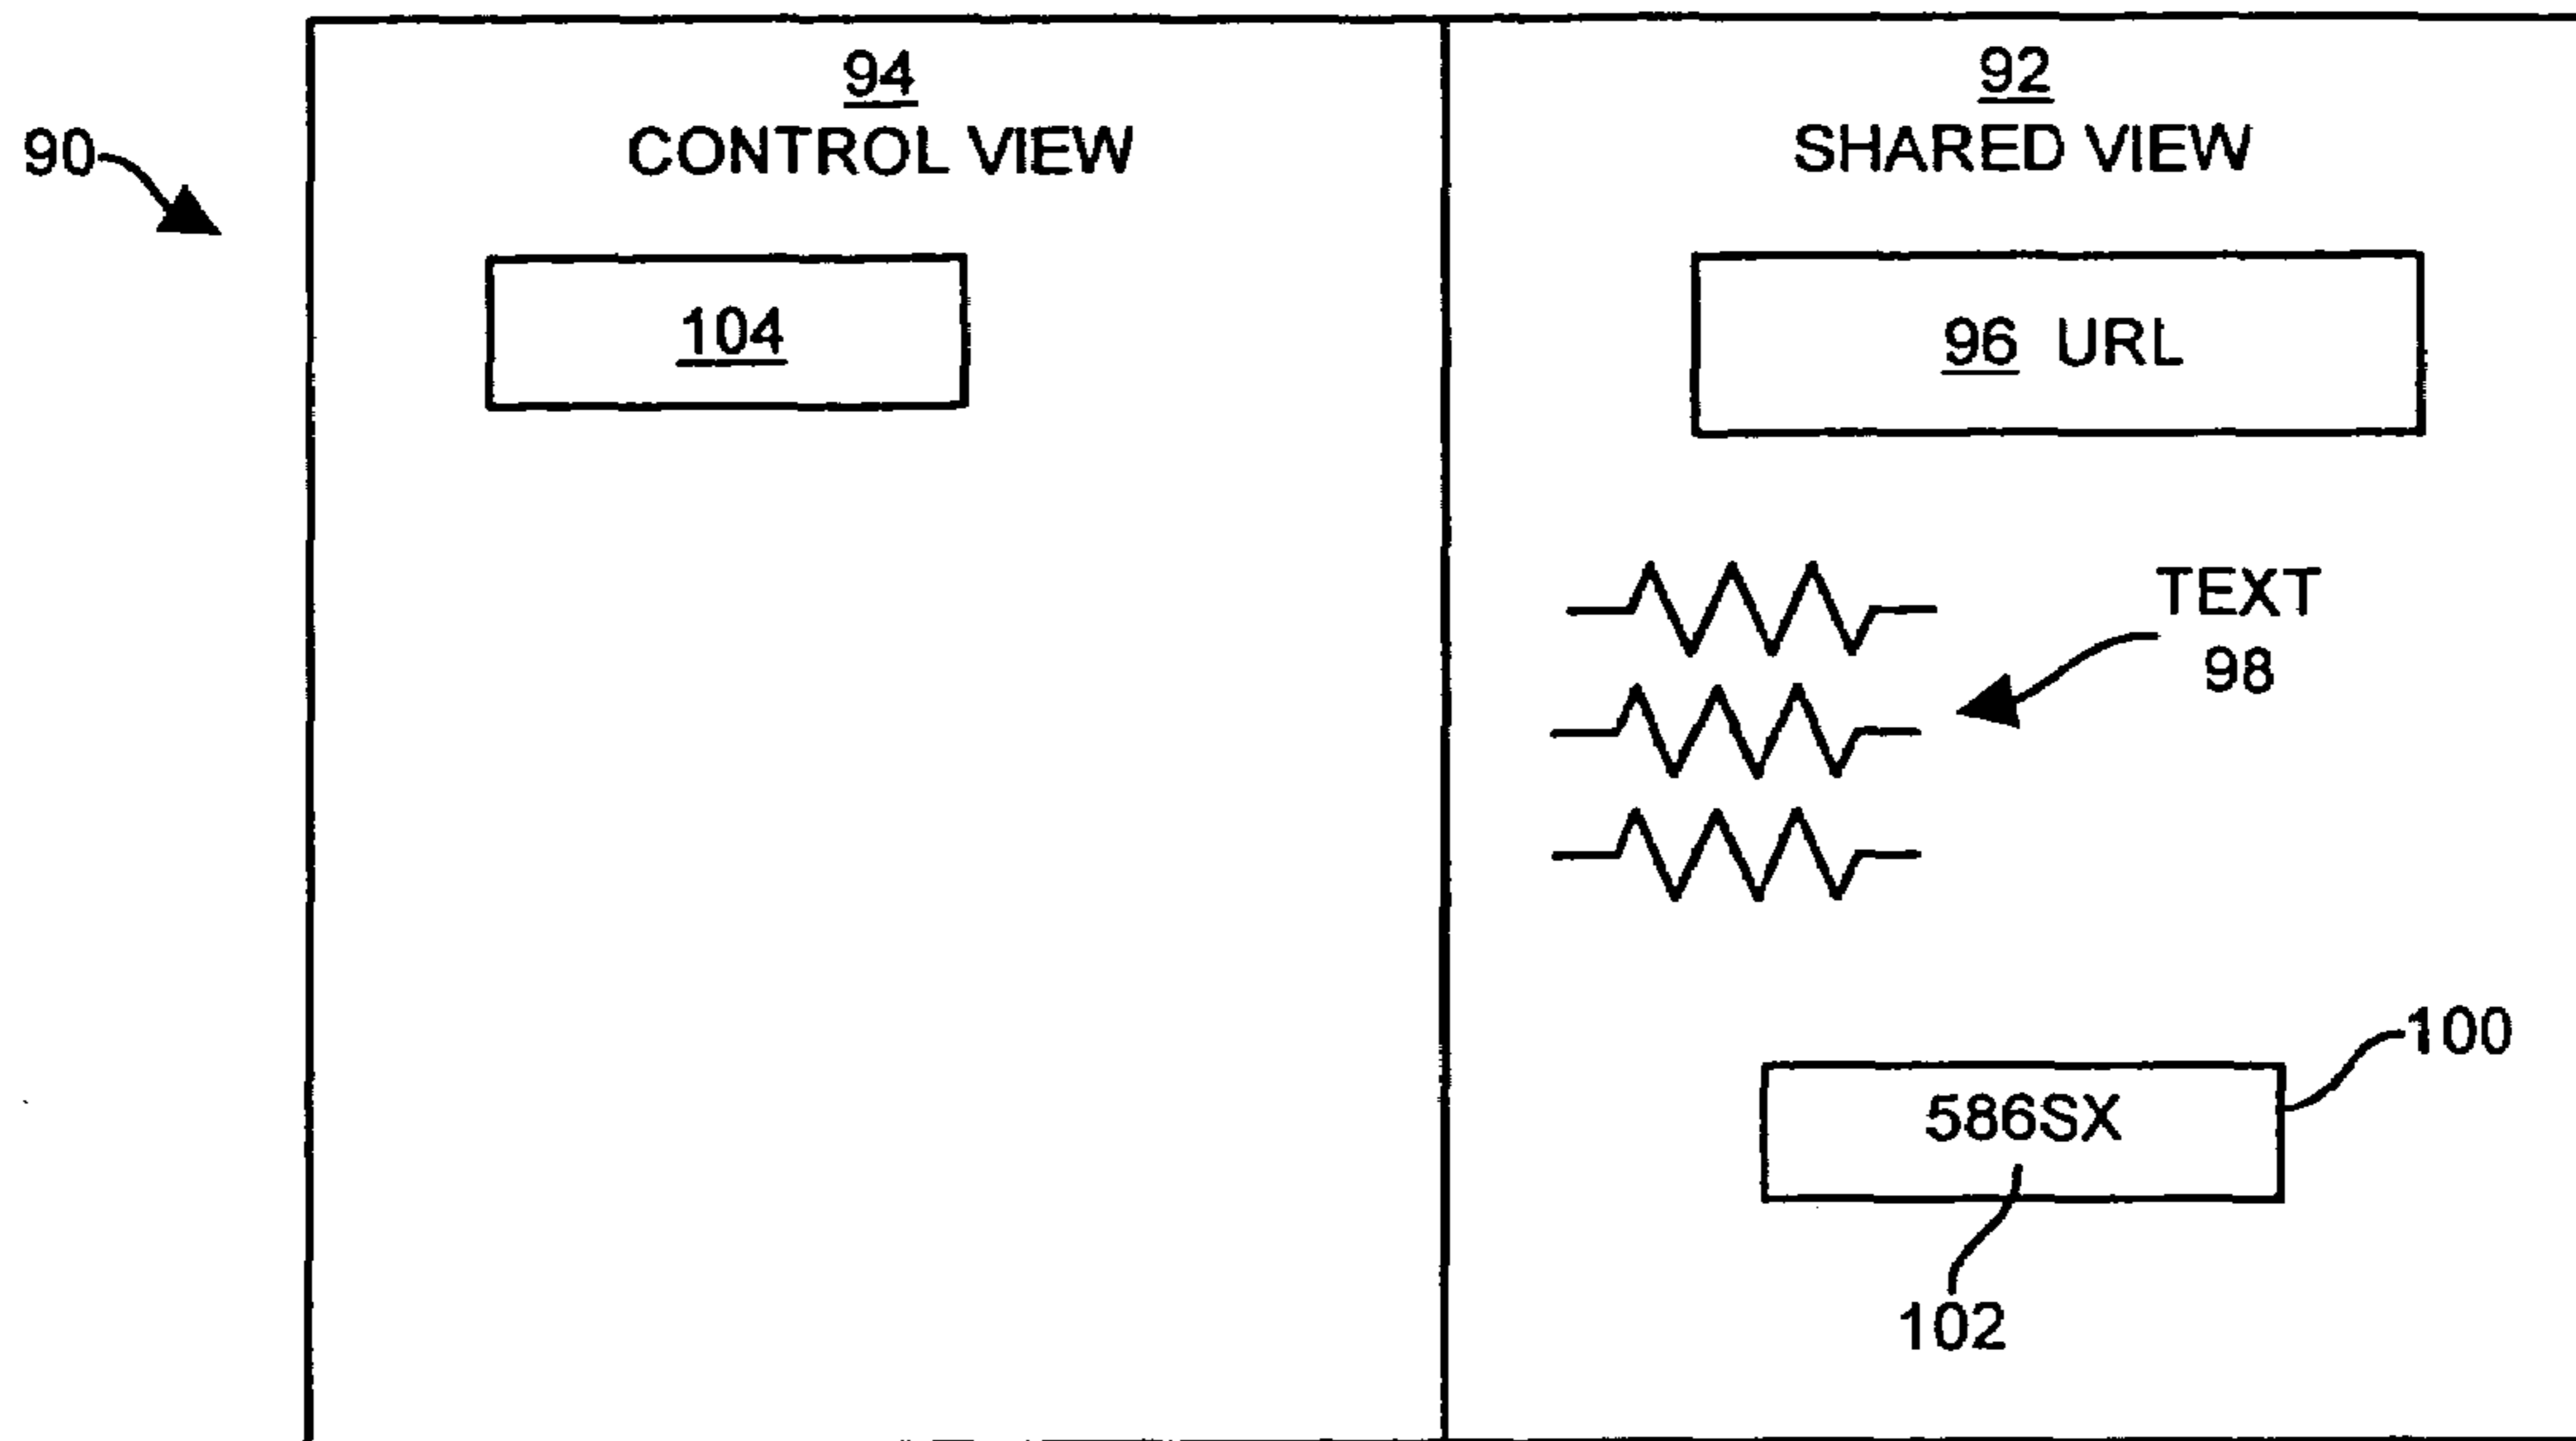 90
94
CONTROL VIEW
104
92
SHARED VIEW
96 URL
TEXT
98
100
586SX
102